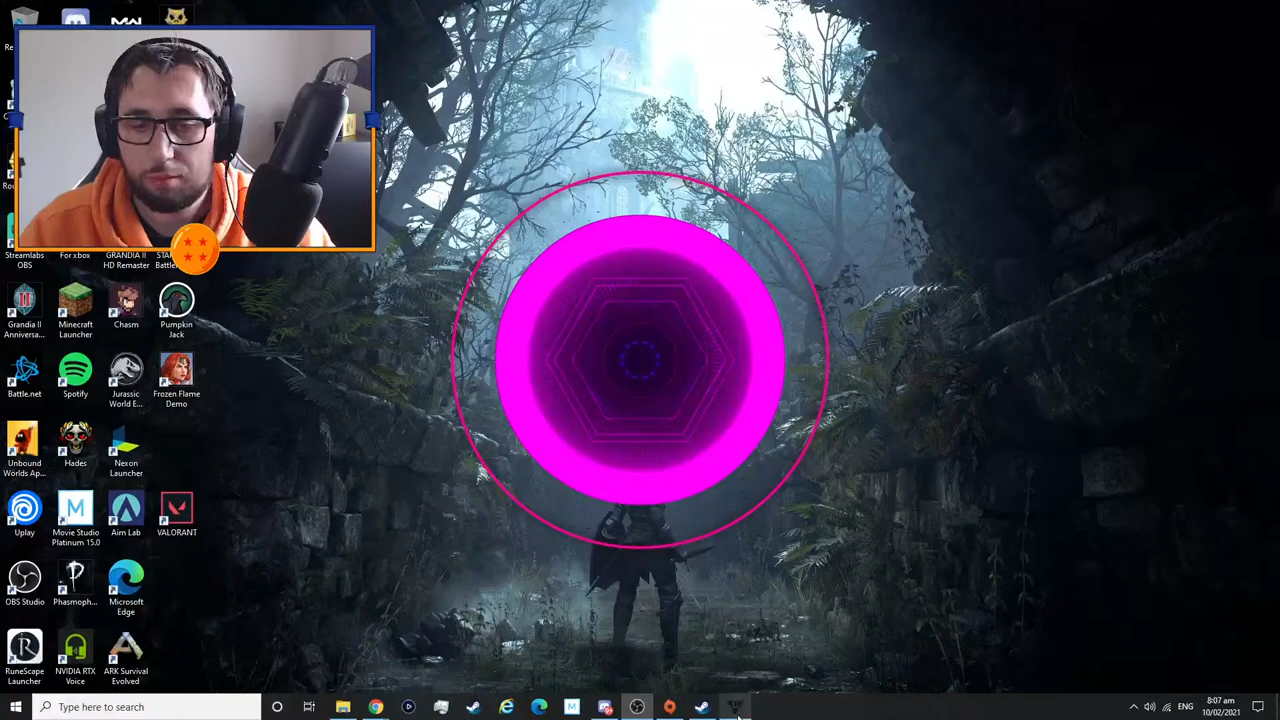 Streamlabs
OBS
For xbox
GRANDIA II
HD Remaster
Grandia II
Anniversa...
Minecraft
Launcher
Chasm
Pumpkin
Jack
Battle.net
Spotify
Jurassic
World E...
Frozen Flame
Demo
Unbound
Worlds Ap...
Hades
Nexon
Launcher
Uplay
Movie Studio
Platinum 15.0
Aim Lab
VALORANT
OBS Studio
Phasmoph...
Microsoft
Edge
RuneScape
Launcher
NVIDIA RTX
Voice
ARK Survival
Evolved
Type here to search
ENG
8:07 am
10/02/2021